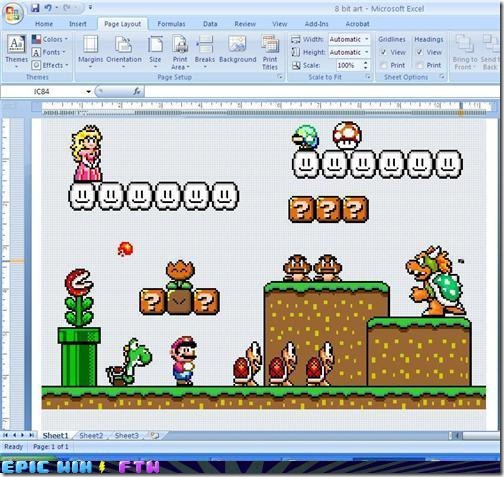 8 bit art - Microsoft Excel
Home Insert Page Layout Formulas Data Review View Add-Ins Acrobat
Themes Colors Fonts Effects Margins Orientation Size Print Area Breaks Background Print Titles Width: Automatic Height: Automatic Scale: 100% Gridlines View Print Headings View Print Bring to Front Send to Back
Themes Page Setup Scale to Fit Sheet Options
IC84 fx
? ? ?
? ?
Sheet1 Sheet2 Sheet3
Ready Page: 1 of 1
EPIC WIN FTW